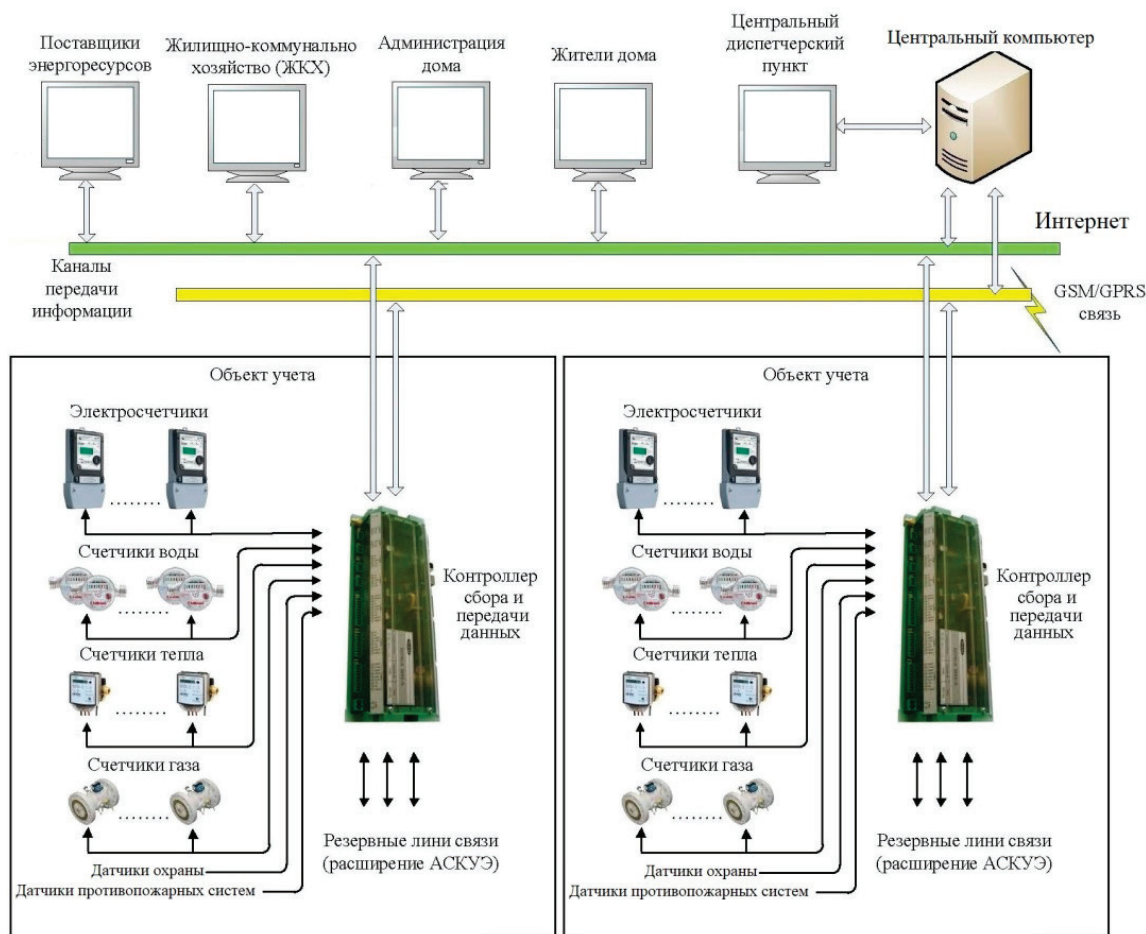 Поставщики
энергоресурсов
Жилищно-коммунально
хозяйство (ЖКХ)
Администрация
дома
Жители дома
Центральный
диспетчерский
пункт
Центральный компьютер
Интернет
Каналы
передачи
информации
GSM/GPRS
связь
Объект учета
Электросчетчики
Счетчики воды
Контроллер
сбора и
передачи
данных
Счетчики тепла
Счетчики газа
Резервные лини связи
(расширение АСКУЭ)
Датчики охраны
Датчики противопожарных систем
Объект учета
Электросчетчики
Счетчики воды
Контроллер
сбора и
передачи
данных
Счетчики тепла
Счетчики газа
Резервные лини связи
(расширение АСКУЭ)
Датчики охраны
Датчики противопожарных систем